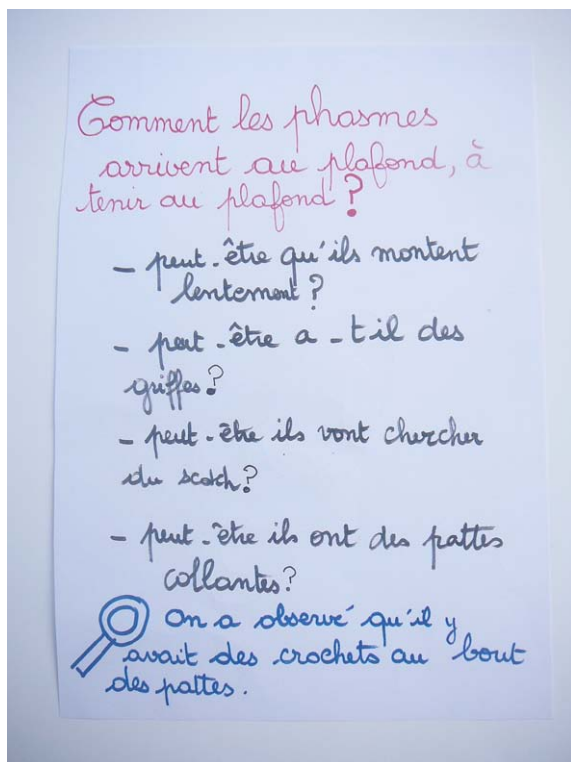 Comment les phasmes
arrivent au plafond, à
tenir au plafond ?
- peut-être qu'ils montent
lentement ?
- peut-être a-t il des
griffes ?
- peut-être ils vont chercher
du scotch ?
- peut-être ils ont des pattes
collantes ?
On a observé qu'il y
avait des crochets au bout
des pattes.